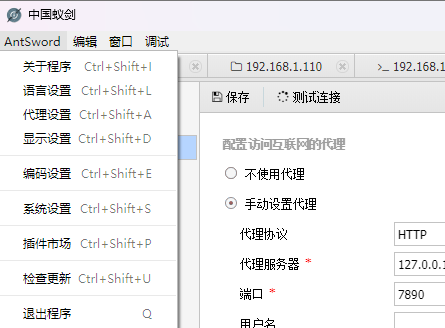 中国蚁剑
AntSword 编辑 窗口 调试
关于程序 Ctrl+Shift+I
语言设置 Ctrl+Shift+L
代理设置 Ctrl+Shift+A
显示设置 Ctrl+Shift+D
编码设置 Ctrl+Shift+E
系统设置 Ctrl+Shift+S
插件市场 Ctrl+Shift+P
检查更新 Ctrl+Shift+U
退出程序 Q
192.168.1.110
>_ 192.168.1
保存 测试连接
配置访问互联网的代理
不使用代理
手动设置代理
代理协议 HTTP
代理服务器 * 127.0.0.1
端口 * 7890
用户名